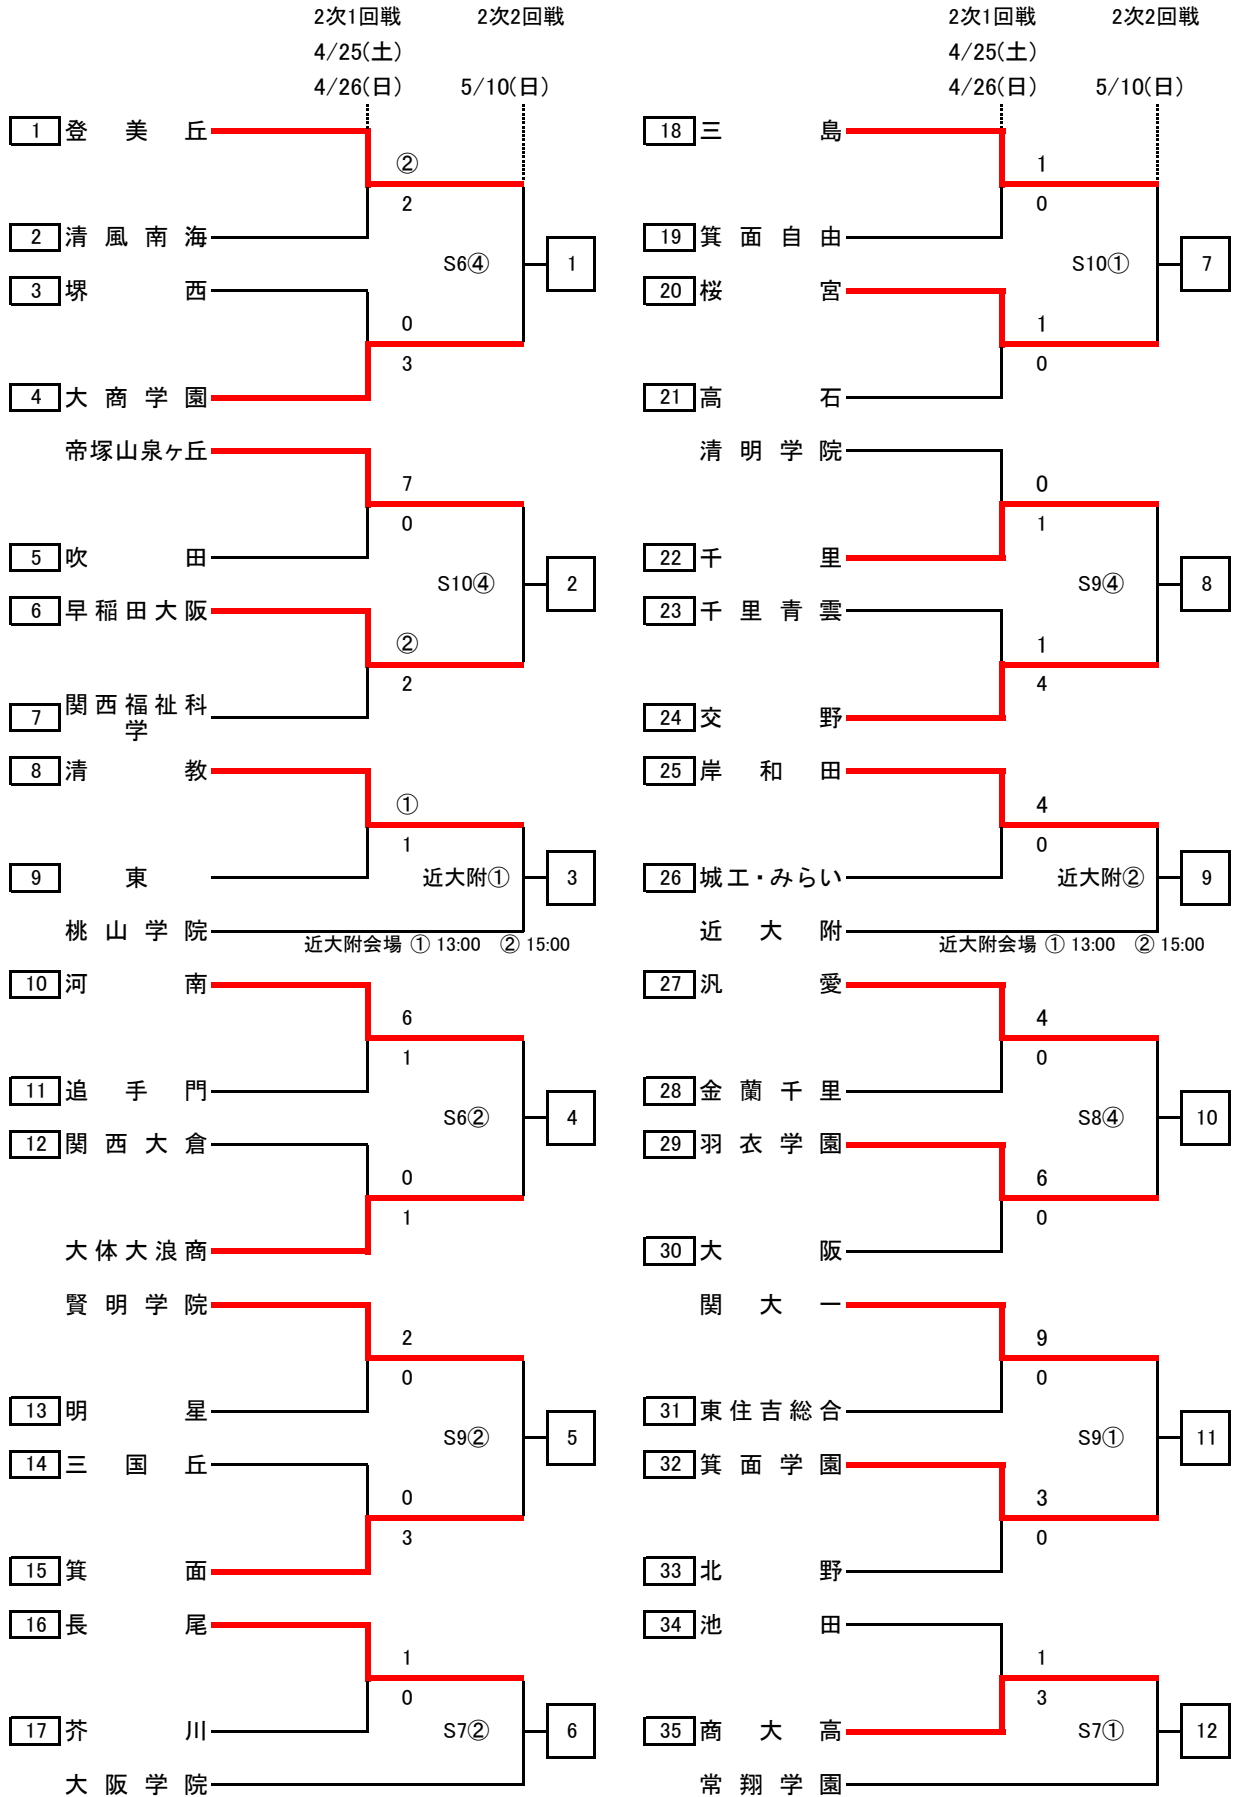 2次1回戦 2次2回戦
4/25(土)
4/26(日) 5/10(日)
1 登美丘
②
2
2 清風南海
S6④ 1
3 堺西
0
3
4 大商学園
帝塚山泉ヶ丘
7
0
5 吹田
S10④ 2
6 早稲田大阪
②
2
7 関西福祉科
学
8 清教
①
1
9 東
近大附① 3
桃山学院
近大附会場 ① 13:00 ② 15:00
10 河南
6
1
11 追手門
S6② 4
12 関西大倉
0
1
大体大浪商
賢明学院
2
0
13 明星
S9② 5
14 三国丘
0
3
15 箕面
16 長尾
1
0
17 芥川
S7② 6
大阪学院
2次1回戦 2次2回戦
4/25(土)
4/26(日) 5/10(日)
18 三島
1
0
19 箕面自由
S10① 7
20 桜宮
1
0
21 高石
清明学院
0
1
22 千里
S9④ 8
23 千里青雲
1
4
24 交野
25 岸和田
4
0
26 城工・みらい
近大附② 9
近大附
近大附会場 ① 13:00 ② 15:00
27 汎愛
4
0
28 金蘭千里
S8④ 10
29 羽衣学園
6
0
30 大阪
関大一
9
0
31 東住吉総合
S9① 11
32 箕面学園
3
0
33 北野
34 池田
1
3
35 商大高
S7① 12
常翔学園